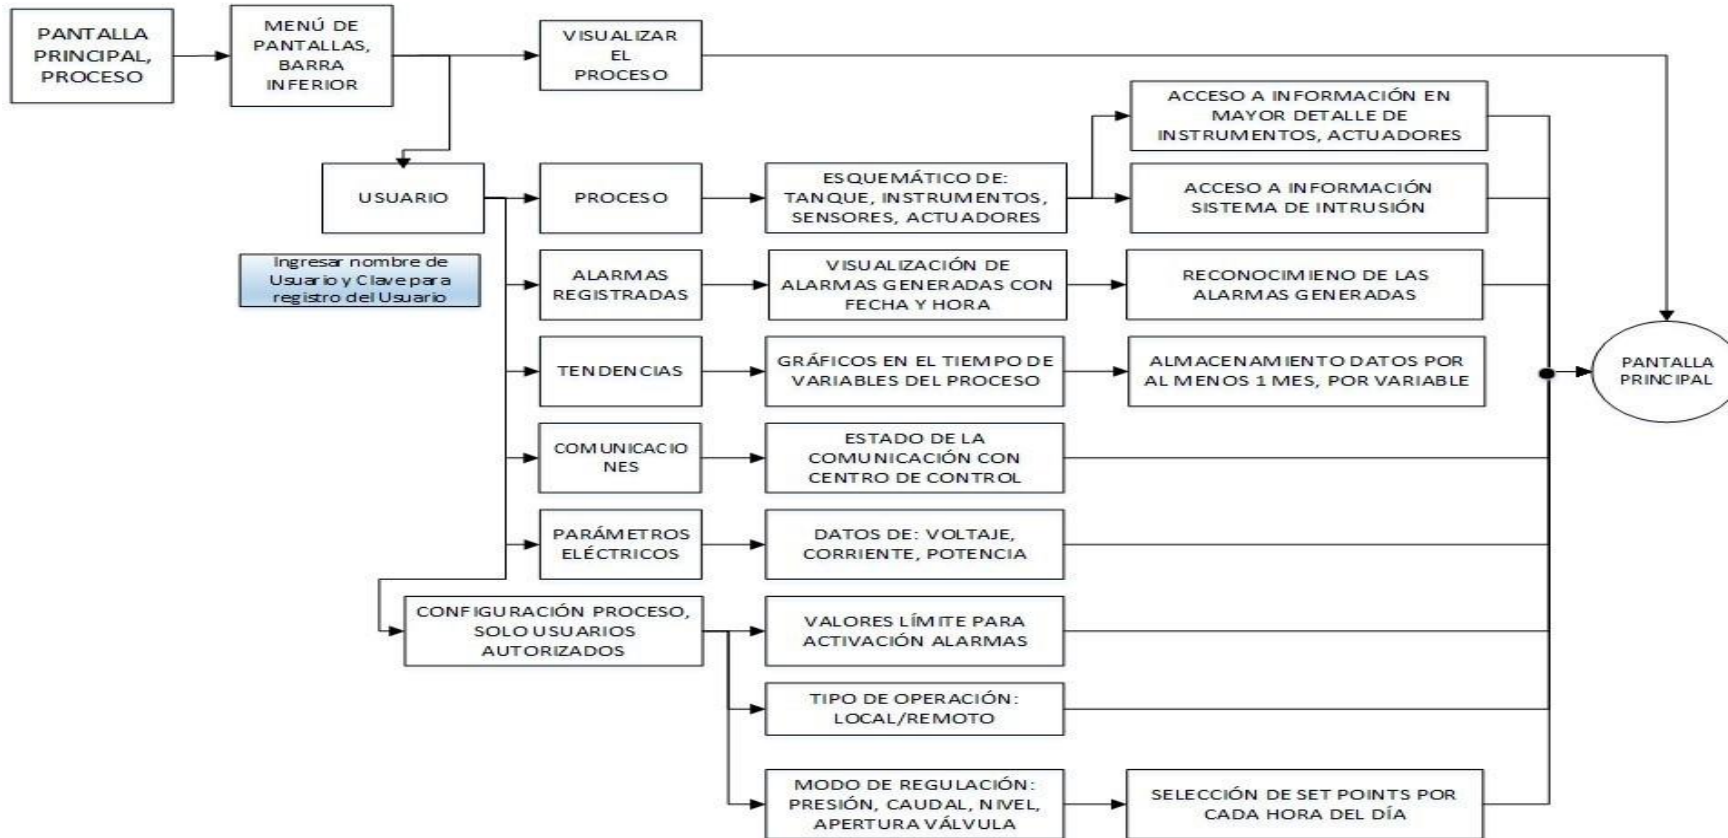 PANTALLA
PRINCIPAL,
PROCESO
MENÚ DE
PANTALLAS,
BARRA
INFERIOR
VISUALIZAR
EL
PROCESO
ACCESO A INFORMACIÓN EN
MAYOR DETALLE DE
INSTRUMENTOS, ACTUADORES
USUARIO
PROCESO
ESQUEMÁTICO DE:
TANQUE, INSTRUMENTOS,
SENSORES, ACTUADORES
ACCESO A INFORMACIÓN
SISTEMA DE INTRUSIÓN
Ingresar nombre de
Usuario y Clave para
registro del Usuario
ALARMAS
REGISTRADAS
VISUALIZACIÓN DE
ALARMAS GENERADAS CON
FECHA Y HORA
RECONOCIMIENO DE LAS
ALARMAS GENERADAS
TENDENCIAS
GRÁFICOS EN EL TIEMPO DE
VARIABLES DEL PROCESO
ALMACENAMIENTO DATOS POR
AL MENOS 1 MES, POR VARIABLE
PANTALLA
PRINCIPAL
COMUNICACIO
NES
ESTADO DE LA
COMUNICACIÓN CON
CENTRO DE CONTROL
PARÁMETROS
ELÉCTRICOS
DATOS DE: VOLTAJE,
CORRIENTE, POTENCIA
CONFIGURACIÓN PROCESO,
SOLO USUARIOS
AUTORIZADOS
VALORES LÍMITE PARA
ACTIVACIÓN ALARMAS
TIPO DE OPERACIÓN:
LOCAL/REMOTO
MODO DE REGULACIÓN:
PRESIÓN, CAUDAL, NIVEL,
APERTURA VÁLVULA
SELECCIÓN DE SET POINTS POR
CADA HORA DEL DÍA